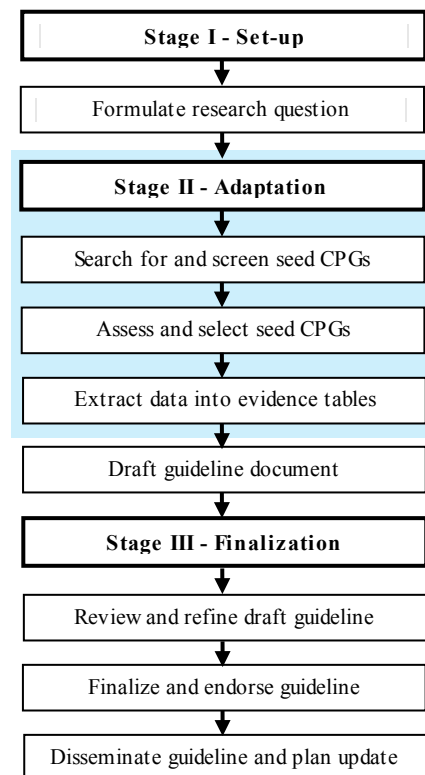 Stage I - Set-up
Formulate research question
Stage II - Adaptation
Search for and screen seed CPGs
Assess and select seed CPGs
Extract data into evidence tables
Draft guideline document
Stage III - Finalization
Review and refine draft guideline
Finalize and endorse guideline
Disseminate guideline and plan update